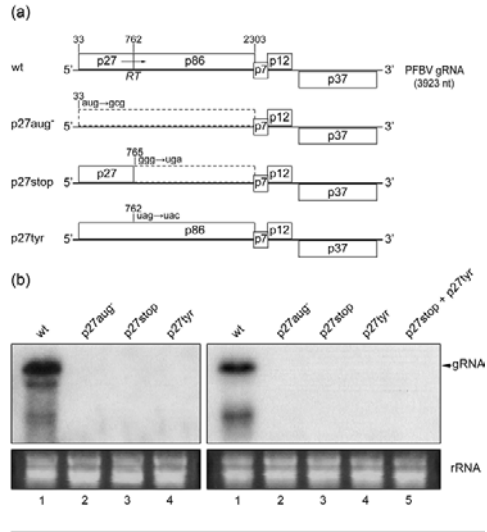 (a)
33 762 2303
wt 5' p27 → p86 p7 p12 p37 3' PFBV gRNA
RT (3923 nt)
33
aug→gcg
p27aug- 5' p7 p12 p37 3'
765
ggg→uga
p27stop 5' p27 p7 p12 p37 3'
762
uag→uac
p27tyr 5' p86 p7 p12 p37 3'
(b)
wt p27aug- p27stop p27tyr wt p27aug- p27stop p27tyr p27stop + p27tyr
gRNA
rRNA
1 2 3 4 1 2 3 4 5